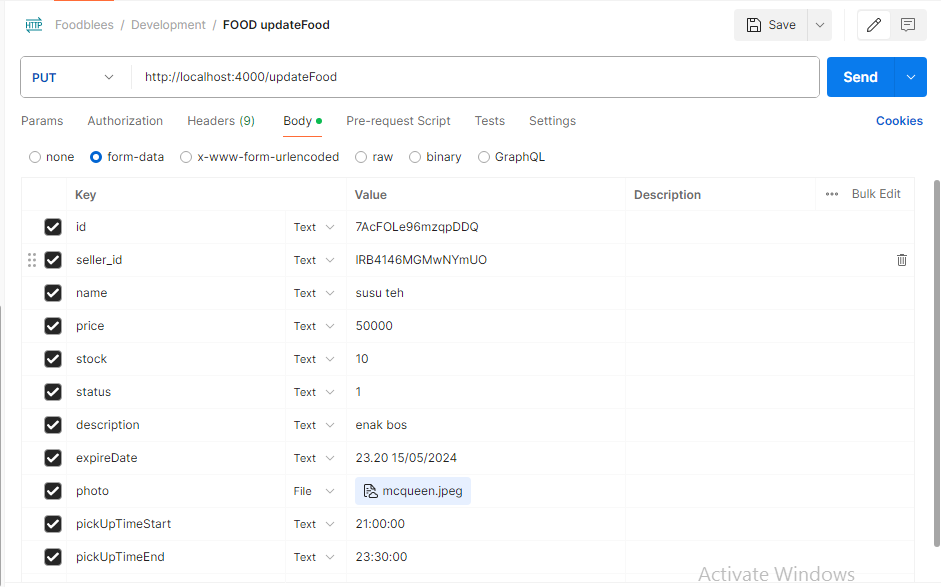 HTTP Foodblees / Development / FOOD updateFood Save
PUT http://localhost:4000/updateFood Send
Params Authorization Headers (9) Body Pre-request Script Tests Settings Cookies
none form-data x-www-form-urlencoded raw binary GraphQL
Key Value Description Bulk Edit
id Text 7AcFOLe96mzqpDDQ
seller_id Text IRB4146MGMwNYmUO
name Text susu teh
price Text 50000
stock Text 10
status Text 1
description Text enak bos
expireDate Text 23.20 15/05/2024
photo File mcqueen.jpeg
pickUpTimeStart Text 21:00:00
pickUpTimeEnd Text 23:30:00
Activate Windows